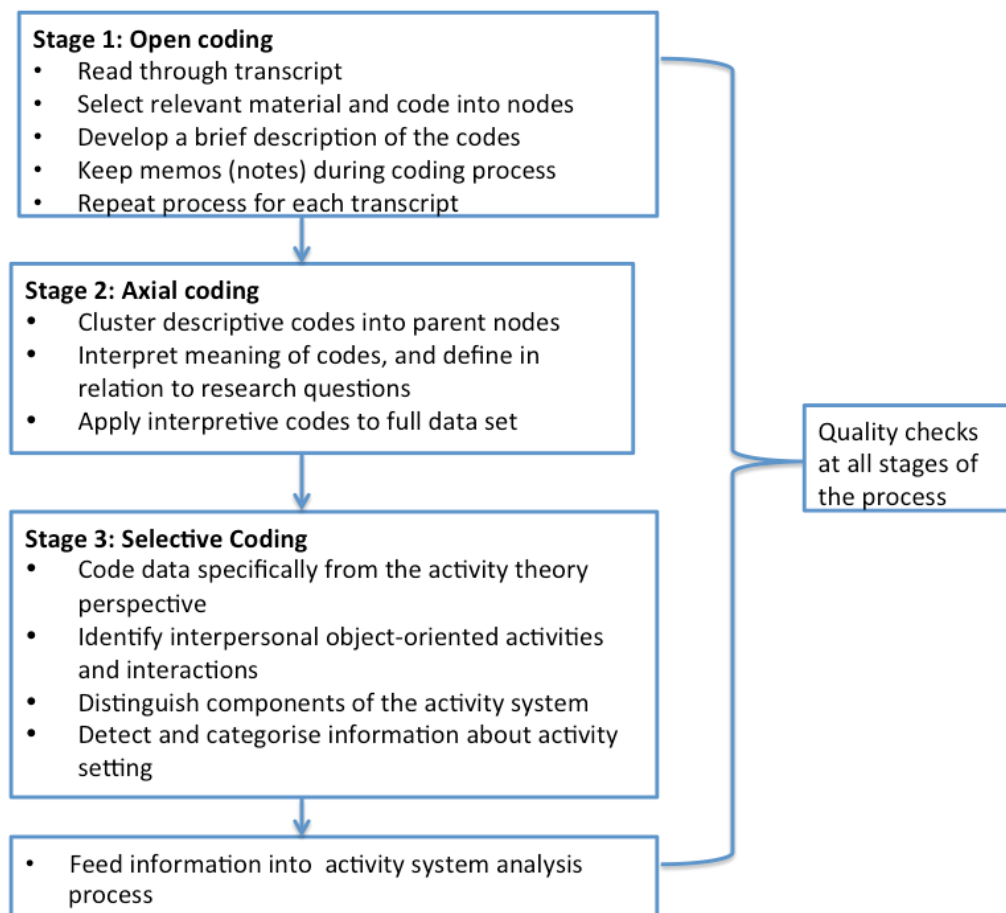 Stage 1: Open coding
• Read through transcript
• Select relevant material and code into nodes
• Develop a brief description of the codes
• Keep memos (notes) during coding process
• Repeat process for each transcript
Stage 2: Axial coding
• Cluster descriptive codes into parent nodes
• Interpret meaning of codes, and define in
relation to research questions
• Apply interpretive codes to full data set
Stage 3: Selective Coding
• Code data specifically from the activity theory
perspective
• Identify interpersonal object-oriented activities
and interactions
• Distinguish components of the activity system
• Detect and categorise information about activity
setting
• Feed information into activity system analysis
process
Quality checks
at all stages of
the process